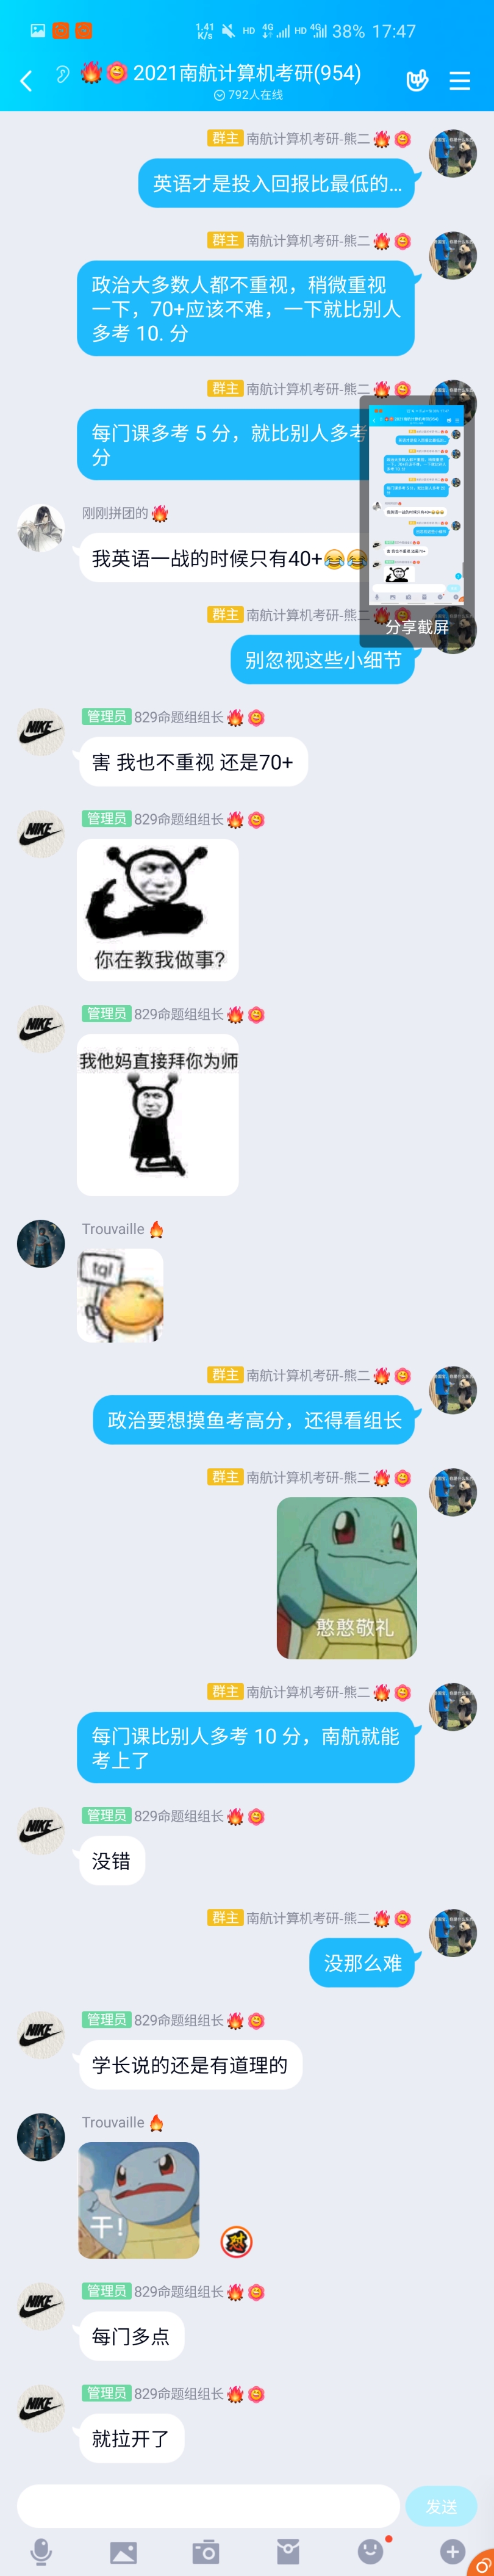 1.41 K/s HD 4G HD 4G 38% 17:47
2021南航计算机考研(954)
792人在线
群主 南航计算机考研-熊二
英语才是投入回报比最低的...
群主 南航计算机考研-熊二
政治大多数人都不重视，稍微重视
一下，70+应该不难，一下就比别人
多考 10. 分
群主 南航计算机考研-熊二
每门课多考 5 分，就比别人多考
分
刚刚拼团的
我英语一战的时候只有40+
分享截屏
群主 南航计算机考研-熊二
别忽视这些小细节
NIKE
管理员 829命题组组长
害 我也不重视 还是70+
NIKE
管理员 829命题组组长
你在教我做事?
NIKE
管理员 829命题组组长
我他妈直接拜你为师
Trouvaille
tql
群主 南航计算机考研-熊二
政治要想摸鱼考高分，还得看组长
群主 南航计算机考研-熊二
憨憨敬礼
群主 南航计算机考研-熊二
每门课比别人多考 10 分，南航就能
考上了
NIKE
管理员 829命题组组长
没错
群主 南航计算机考研-熊二
没那么难
NIKE
管理员 829命题组组长
学长说的还是有道理的
Trouvaille
干!
NIKE
管理员 829命题组组长
每门多点
NIKE
管理员 829命题组组长
就拉开了
发送